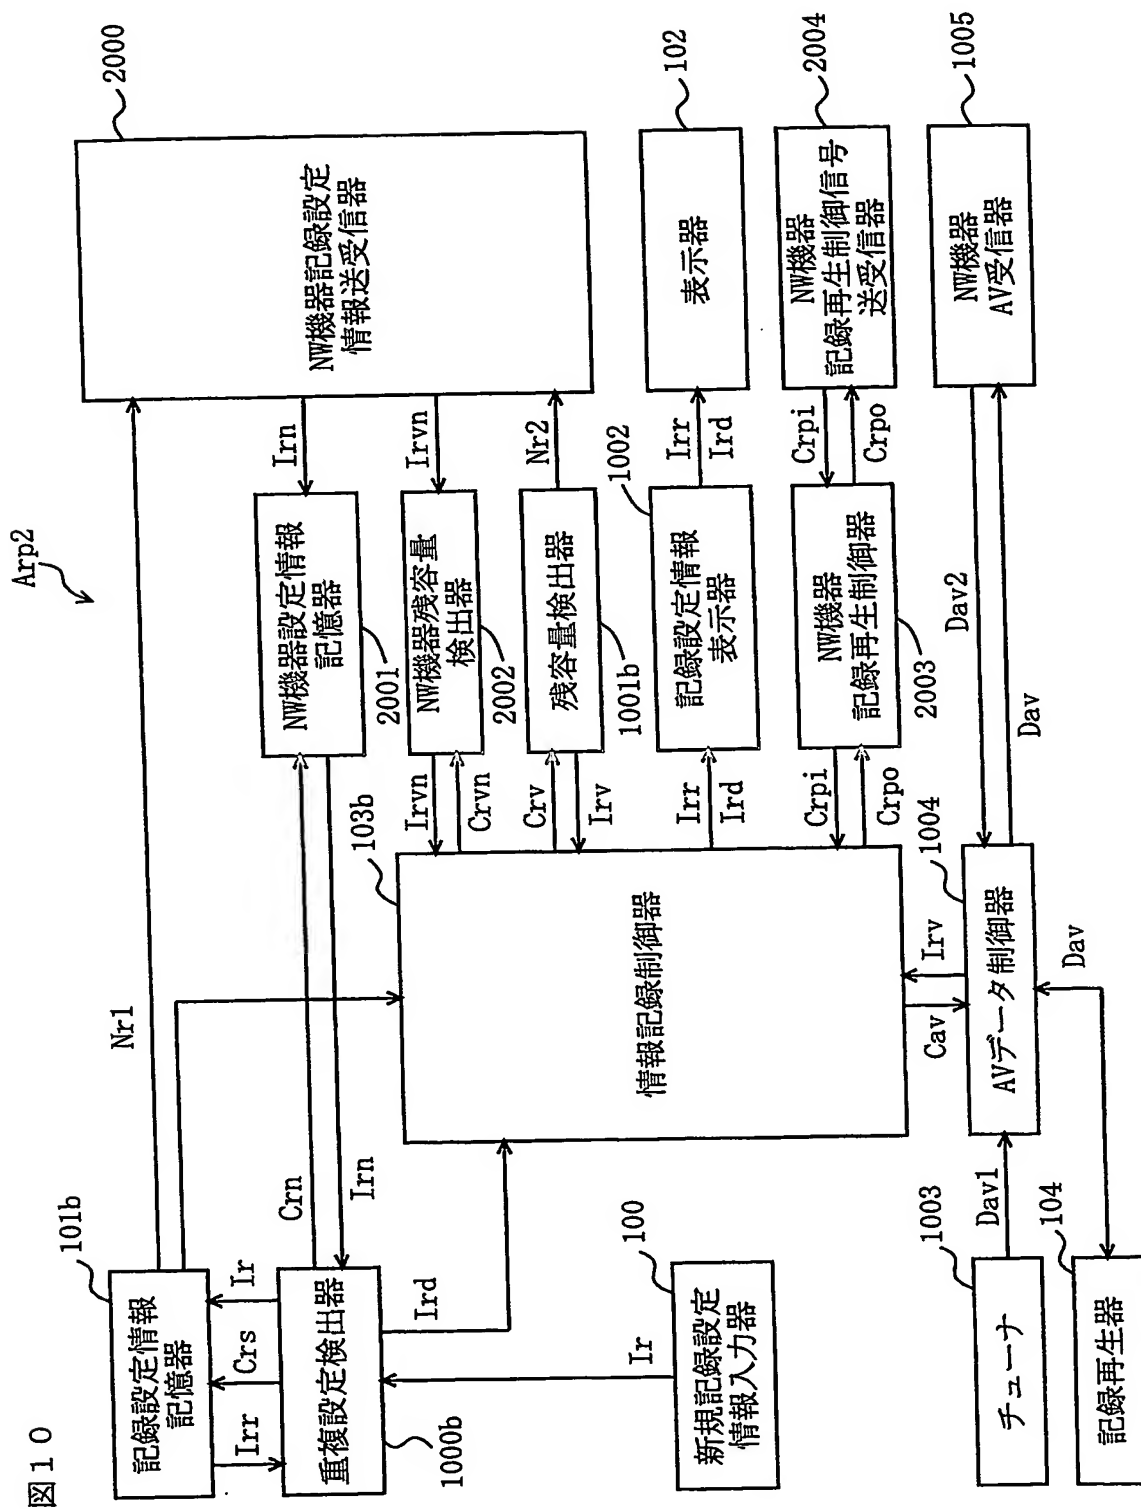 図１０
Arp2
記録設定情報
記憶器
101b
Nr1
NW機器記録設定
情報送受信器
2000
Irr
Crs
Ir
重複設定検出器
1000b
Crn
Irn
NW機器設定情報
記憶器
2001
Irn
Ird
新規記録設定
情報入力器
100
Ir
情報記録制御器
103b
Irvn
Crvn
NW機器残容量
検出器
2002
Irvn
Crv
Irv
残容量検出器
1001b
Nr2
Irr
Ird
記録設定情報
表示器
1002
Irr
Ird
表示器
102
Crpi
Crpo
NW機器
記録再生制御器
2003
Crpi
Crpo
NW機器
記録再生制御信号
送受信器
2004
Cav
Irv
チューナ
1003
Dav1
AVデータ制御器
1004
Dav2
Dav
NW機器
AV受信器
1005
記録再生器
104
Dav